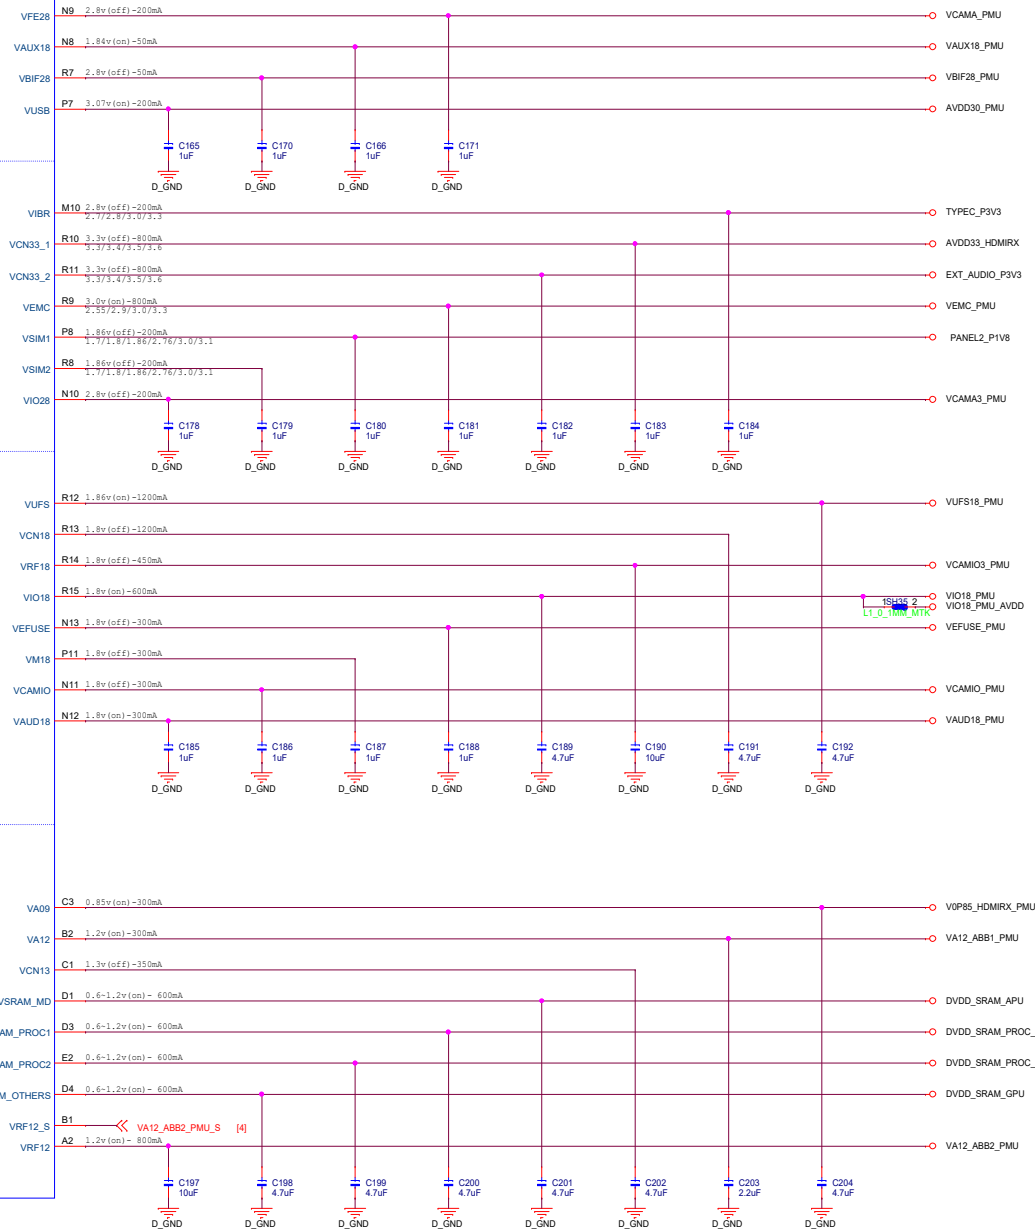 VFE28 N9 2.8v(off)-200mA VCAMA_PMU
VAUX18 N8 1.84v(on)-50mA VAUX18_PMU
VBIF28 R7 2.8v(off)-50mA VBIF28_PMU
VUSB P7 3.07v(on)-200mA AVDD30_PMU
C165 C170 C166 C171
1uF 1uF 1uF 1uF
D_GND D_GND D_GND D_GND
VIBR M10 2.8v(off)-200mA TYPEC_P3V3
2.7/2.8/3.0/3.3
VCN33_1 R10 3.3v(off)-800mA AVDD33_HDMIRX
3.3/3.4/3.5/3.6
VCN33_2 R11 3.3v(off)-800mA EXT_AUDIO_P3V3
3.3/3.4/3.5/3.6
VEMC R9 3.0v(on)-800mA VEMC_PMU
2.55/2.9/3.0/3.3
VSIM1 P8 1.86v(off)-200mA PANEL2_P1V8
1.7/1.8/1.86/2.76/3.0/3.1
VSIM2 R8 1.86v(off)-200mA
1.7/1.8/1.86/2.76/3.0/3.1
VIO28 N10 2.8v(off)-200mA VCAMA3_PMU
C178 C179 C180 C181 C182 C183 C184
1uF 1uF 1uF 1uF 1uF 1uF 1uF
D_GND D_GND D_GND D_GND D_GND D_GND D_GND
VUFS R12 1.86v(on)-1200mA VUFS18_PMU
VCN18 R13 1.8v(off)-1200mA
VRF18 R14 1.8v(off)-450mA VCAMIO3_PMU
VIO18 R15 1.8v(on)-600mA VIO18_PMU
1 SH35 2 VIO18_PMU_AVDD
L1_0_1MM_MTK
VEFUSE N13 1.8v(off)-300mA VEFUSE_PMU
VM18 P11 1.8v(off)-300mA
VCAMIO N11 1.8v(off)-300mA VCAMIO_PMU
VAUD18 N12 1.8v(on)-300mA VAUD18_PMU
C185 C186 C187 C188 C189 C190 C191 C192
1uF 1uF 1uF 1uF 4.7uF 10uF 4.7uF 4.7uF
D_GND D_GND D_GND D_GND D_GND D_GND D_GND D_GND
VA09 C3 0.85v(on)-300mA V0P85_HDMIRX_PMU
VA12 B2 1.2v(on)-300mA VA12_ABB1_PMU
VCN13 C1 1.3v(off)-350mA
VSRAM_MD D1 0.6~1.2v(on)- 600mA DVDD_SRAM_APU
AM_PROC1 D3 0.6~1.2v(on)- 600mA DVDD_SRAM_PROC_
AM_PROC2 E2 0.6~1.2v(on)- 600mA DVDD_SRAM_PROC_
M_OTHERS D4 0.6~1.2v(on)- 600mA DVDD_SRAM_GPU
VRF12_S B1 VA12_ABB2_PMU_S [4]
VRF12 A2 1.2v(on)- 800mA VA12_ABB2_PMU
C197 C198 C199 C200 C201 C202 C203 C204
10uF 4.7uF 4.7uF 4.7uF 4.7uF 4.7uF 2.2uF 4.7uF
D_GND D_GND D_GND D_GND D_GND D_GND D_GND D_GND